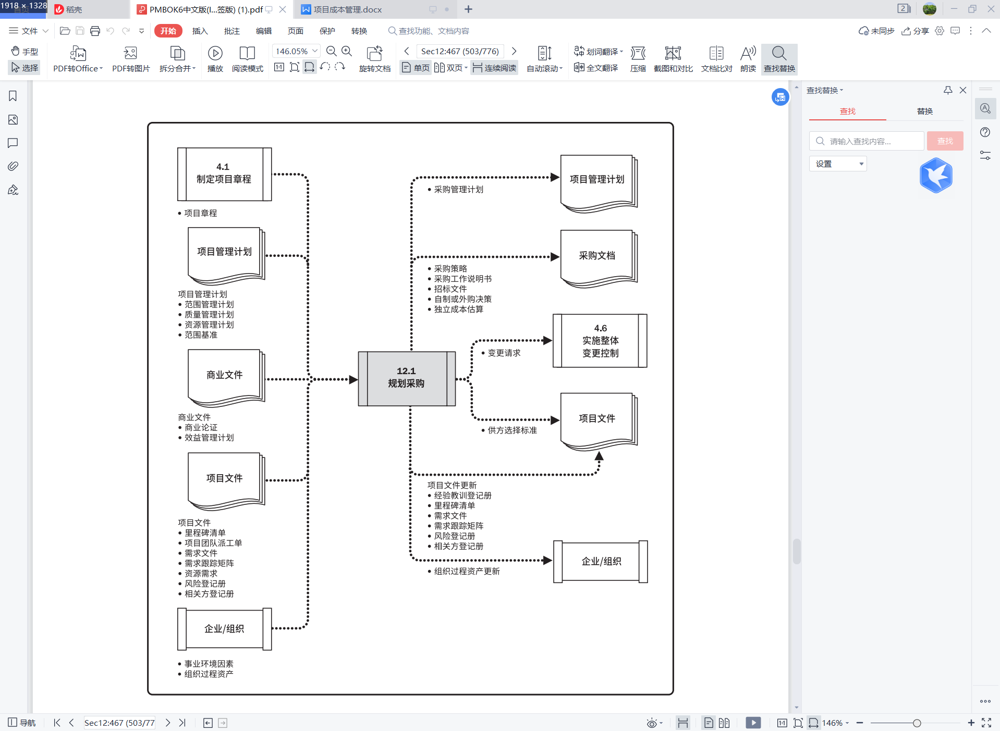 1918 × 1328
首页
稻壳
PMBOK6中文版(I...签版) (1).pdf
项目成本管理.docx
2
文件
开始
插入
批注
编辑
页面
保护
转换
查找功能、文档内容
未同步
分享
手型
选择
PDF转Office
PDF转图片
拆分合并
播放
阅读模式
146.05%
1:1
旋转文档
Sec12:467 (503/776)
单页
双页
连续阅读
自动滚动
划词翻译
全文翻译
压缩
截图和对比
文档比对
朗读
查找替换
查找替换
查找
替换
请输入查找内容...
查找
设置
4.1
制定项目章程
• 项目章程
项目管理计划
项目管理计划
• 范围管理计划
• 质量管理计划
• 资源管理计划
• 范围基准
商业文件
商业文件
• 商业论证
• 效益管理计划
项目文件
项目文件
• 里程碑清单
• 项目团队派工单
• 需求文件
• 需求跟踪矩阵
• 资源需求
• 风险登记册
• 相关方登记册
企业/组织
• 事业环境因素
• 组织过程资产
12.1
规划采购
项目管理计划
• 采购管理计划
采购文档
• 采购策略
• 采购工作说明书
• 招标文件
• 自制或外购决策
• 独立成本估算
4.6
实施整体
变更控制
• 变更请求
项目文件
• 供方选择标准
项目文件更新
• 经验教训登记册
• 里程碑清单
• 需求文件
• 需求跟踪矩阵
• 风险登记册
• 相关方登记册
企业/组织
• 组织过程资产更新
导航
Sec12:467 (503/77
1:1
146%